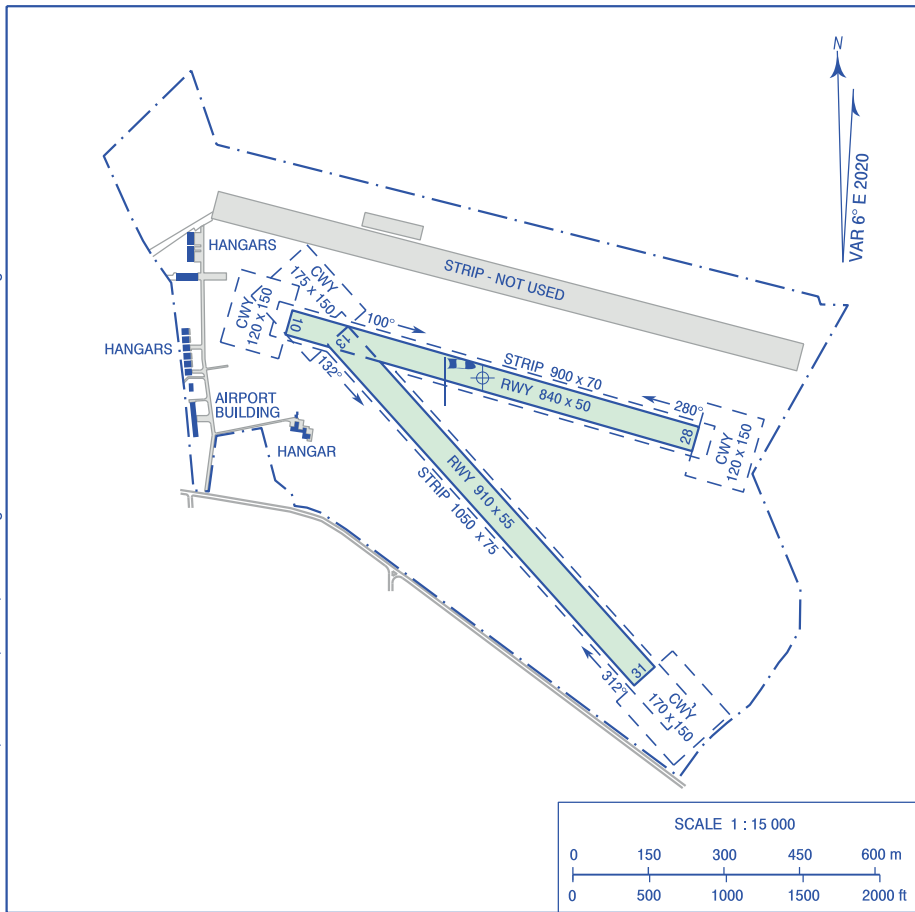 N
VAR 6° E 2020
HANGARS
STRIP - NOT USED
CWY
175 x 150
CWY
120 x 150
10
100°
13
HANGARS
132°
STRIP 900 x 70
RWY 840 x 50
280°
28
CWY
120 x 150
AIRPORT
BUILDING
HANGAR
RWY 910 x 55
STRIP 1050 x 75
31
312°
CWY
170 x 150
SCALE 1 : 15 000
0 150 300 450 600 m
0 500 1000 1500 2000 ft